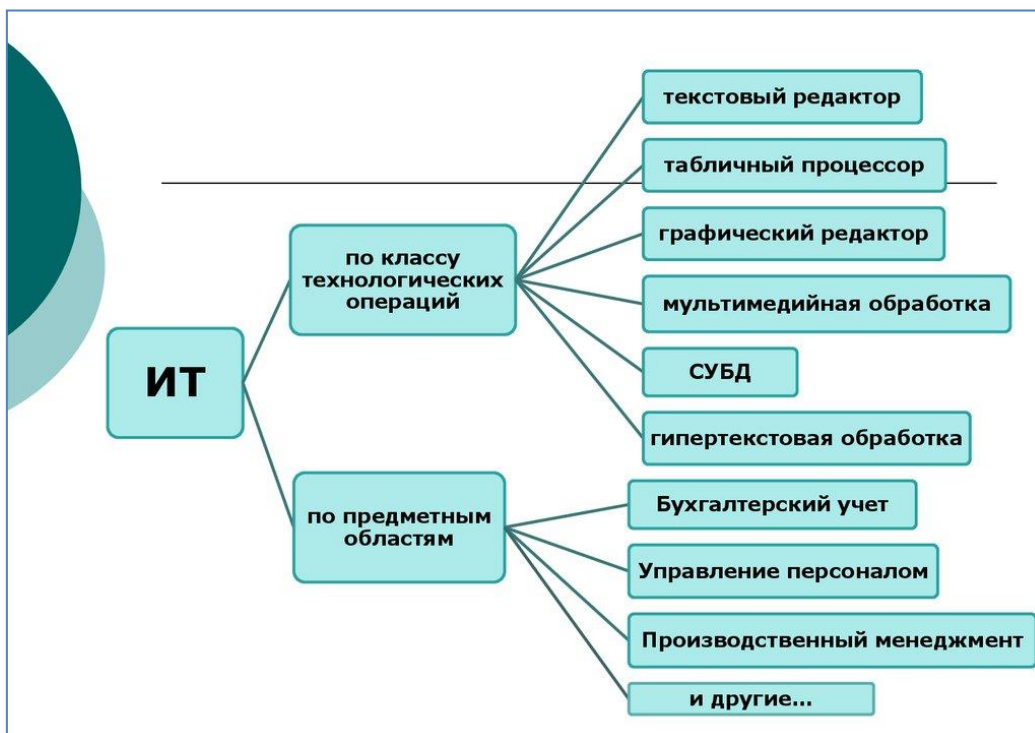 ИТ
по классу
технологических
операций
текстовый редактор
табличный процессор
графический редактор
мультимедийная обработка
СУБД
гипертекстовая обработка
по предметным
областям
Бухгалтерский учет
Управление персоналом
Производственный менеджмент
и другие...